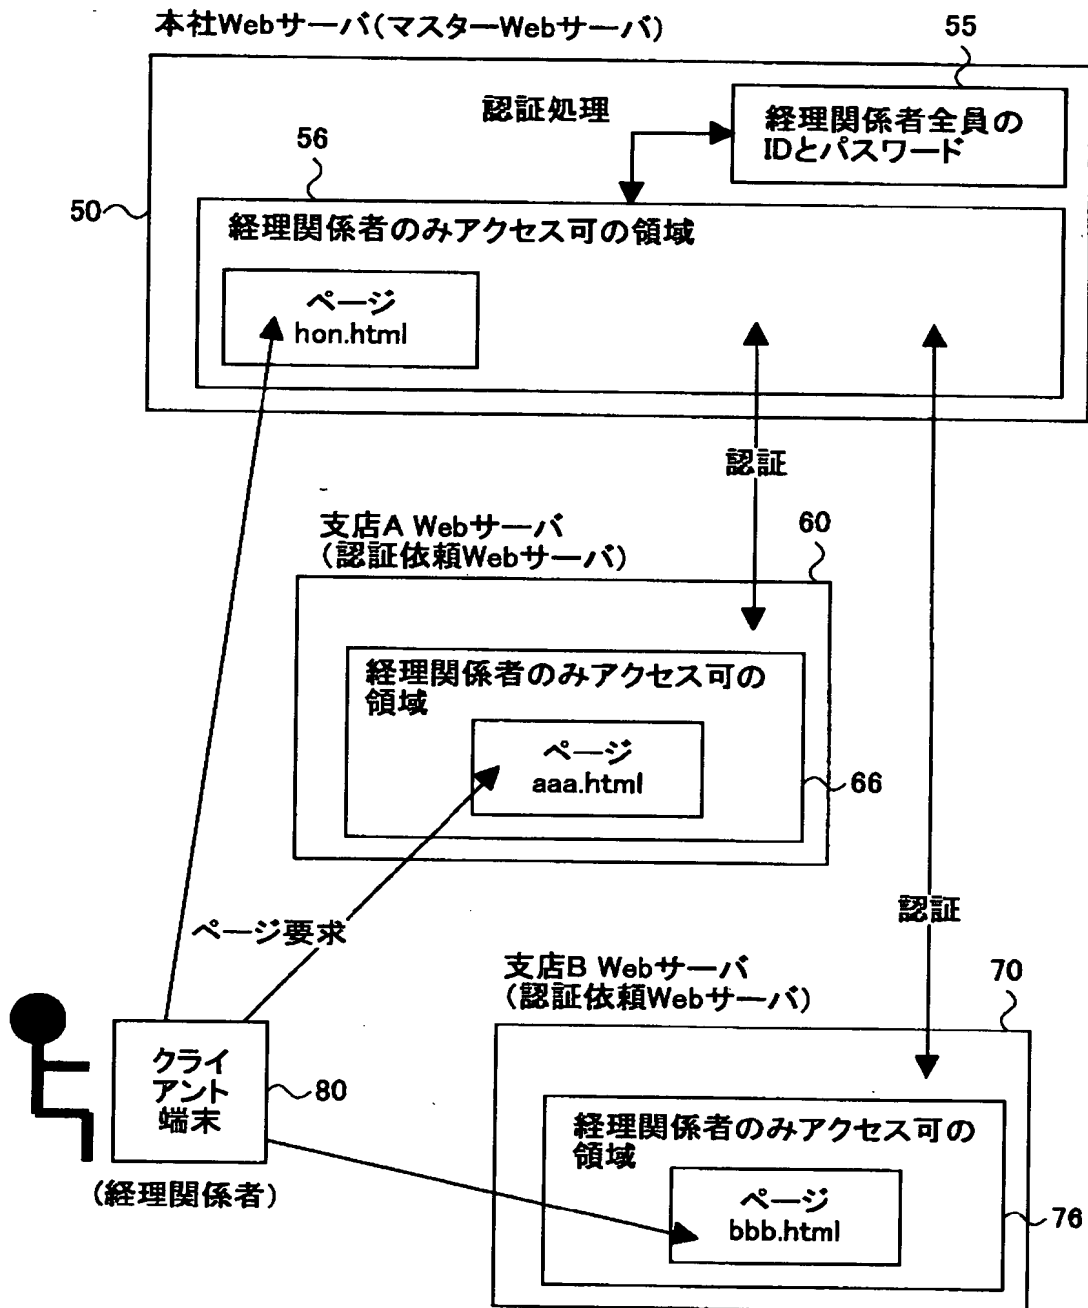 本社Webサーバ(マスターWebサーバ)
55
認証処理
経理関係者全員の
IDとパスワード
56
50
経理関係者のみアクセス可の領域
ページ
hon.html
認証
支店A Webサーバ
(認証依頼Webサーバ)
60
経理関係者のみアクセス可の
領域
ページ
aaa.html
66
認証
ページ要求
支店B Webサーバ
(認証依頼Webサーバ)
70
クライ
アント
端末
80
(経理関係者)
経理関係者のみアクセス可の
領域
ページ
bbb.html
76